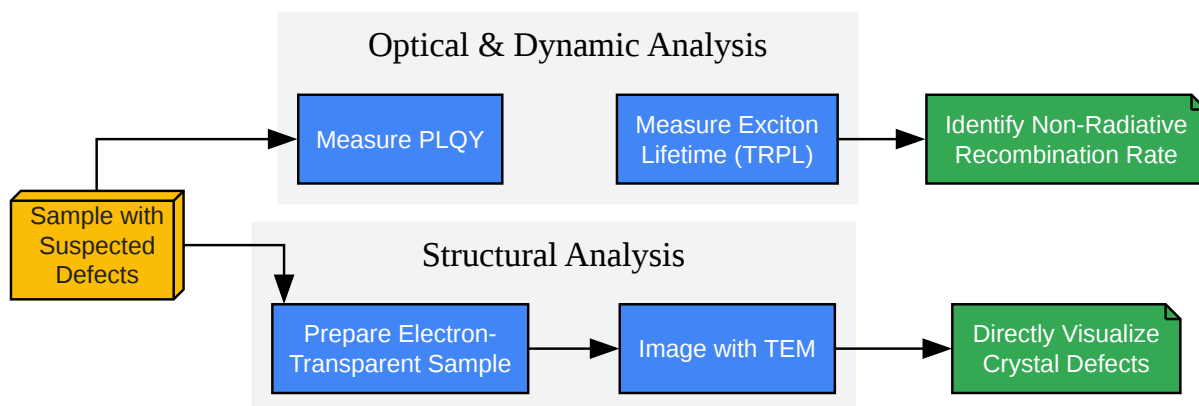 Optical & Dynamic Analysis
Measure PLQY
Measure Exciton
Lifetime (TRPL)
Identify Non-Radiative
Recombination Rate
Sample with
Suspected
Defects
Structural Analysis
Prepare Electron-
Transparent Sample
Image with TEM
Directly Visualize
Crystal Defects